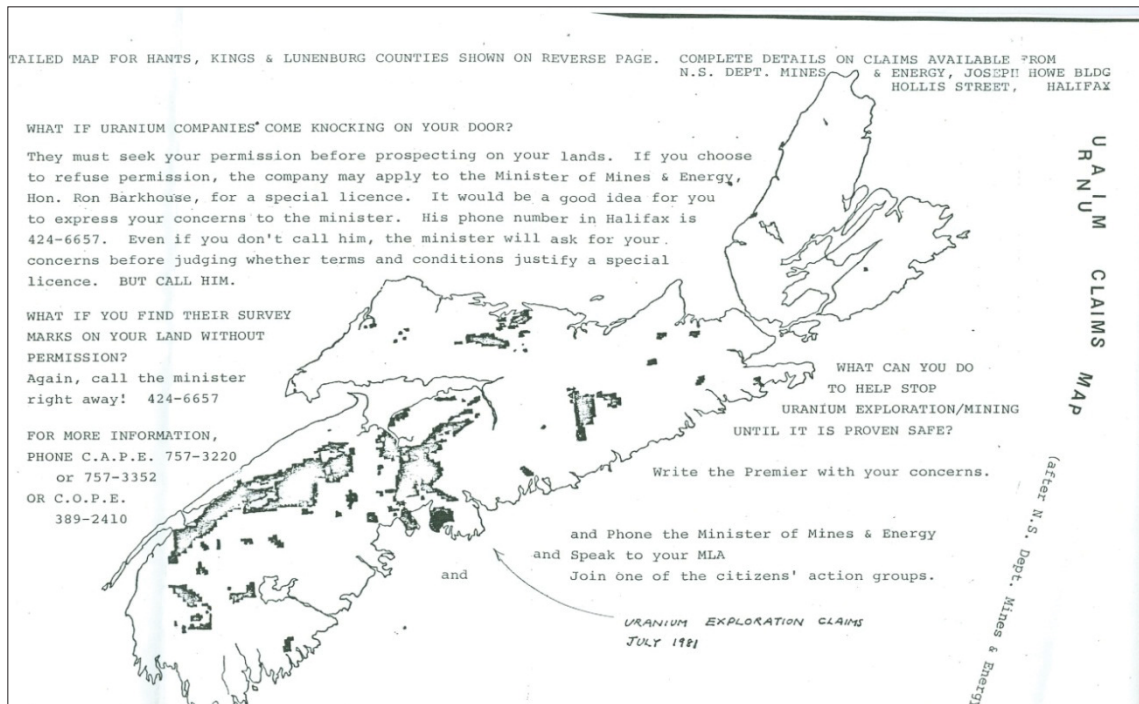 TAILED MAP FOR HANTS, KINGS & LUNENBURG COUNTIES SHOWN ON REVERSE PAGE. COMPLETE DETAILS ON CLAIMS AVAILABLE FROM
N.S. DEPT. MINES & ENERGY, JOSEPH HOWE BLDG
HOLLIS STREET, HALIFAX
WHAT IF URANIUM COMPANIES COME KNOCKING ON YOUR DOOR?
They must seek your permission before prospecting on your lands. If you choose
to refuse permission, the company may apply to the Minister of Mines & Energy,
Hon. Ron Barkhouse, for a special licence. It would be a good idea for you
to express your concerns to the minister. His phone number in Halifax is
424-6657. Even if you don't call him, the minister will ask for your
concerns before judging whether terms and conditions justify a special
licence. BUT CALL HIM.
WHAT IF YOU FIND THEIR SURVEY
MARKS ON YOUR LAND WITHOUT
PERMISSION?
Again, call the minister
right away! 424-6657
FOR MORE INFORMATION,
PHONE C.A.P.E. 757-3220
or 757-3352
OR C.O.P.E.
389-2410
WHAT CAN YOU DO
TO HELP STOP
URANIUM EXPLORATION/MINING
UNTIL IT IS PROVEN SAFE?
Write the Premier with your concerns.
and Phone the Minister of Mines & Energy
and Speak to your MLA
and Join one of the citizens' action groups.
URANIUM EXPLORATION CLAIMS
JULY 1981
URANIUM CLAIMS MAP
(after N.S. Dept. Mines & Energy